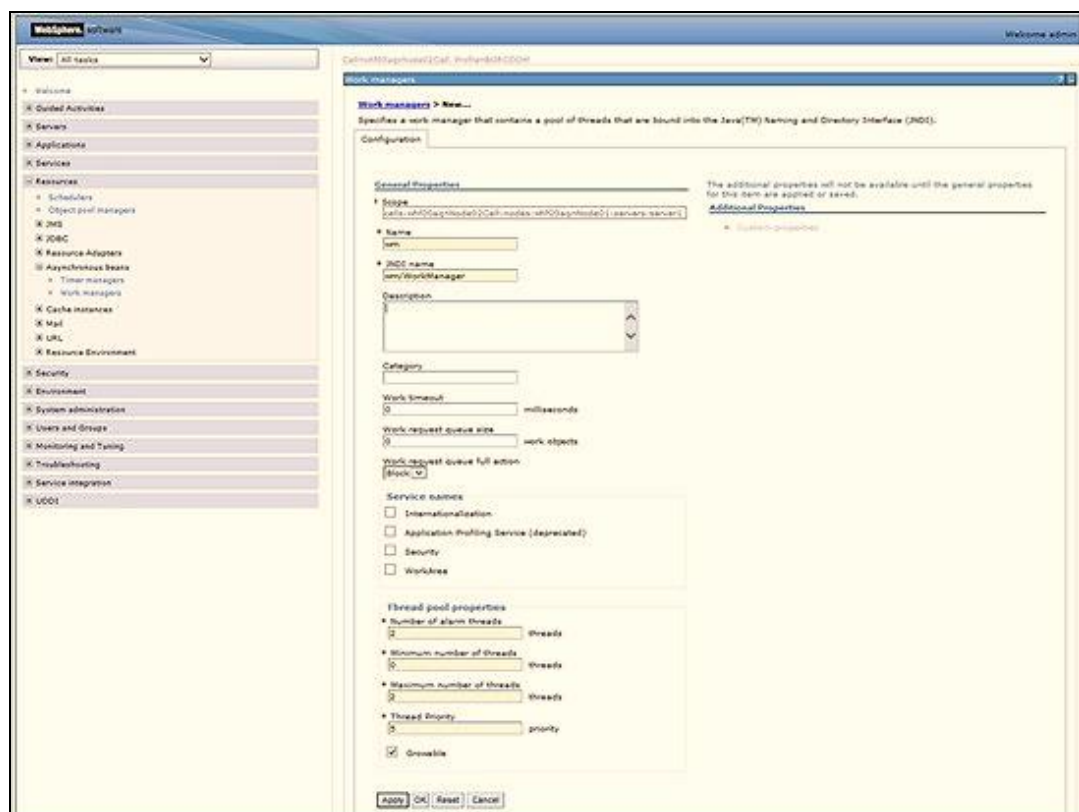 WebSphere. software
Welcome admin
View: All tasks
Welcome
Guided Activities
Servers
Applications
Services
Resources
Schedulers
Object pool managers
JMS
JDBC
Resource Adapters
Asynchronous beans
Timer managers
Work managers
Cache instances
Mail
URL
Resource Environment
Security
Environment
System administration
Users and Groups
Monitoring and Tuning
Troubleshooting
Service integration
UDDI
Work managers
Work managers > New...
Specifies a work manager that contains a pool of threads that are bound into the Java(TM) Naming and Directory Interface (JNDI).
Configuration
General Properties
* Scope
* Name
wm
* JNDI name
wm/WorkManager
Description
Category
Work timeout
0 milliseconds
Work request queue size
0 work objects
Work request queue full action
Block
Service names
Internationalization
Application Profiling Service (deprecated)
Security
WorkArea
Thread pool properties
* Number of alarm threads
2 threads
* Minimum number of threads
0 threads
* Maximum number of threads
2 threads
* Thread Priority
5 priority
Growable
Apply OK Reset Cancel
The additional properties will not be available until the general properties
for this item are applied or saved.
Additional Properties
Custom properties